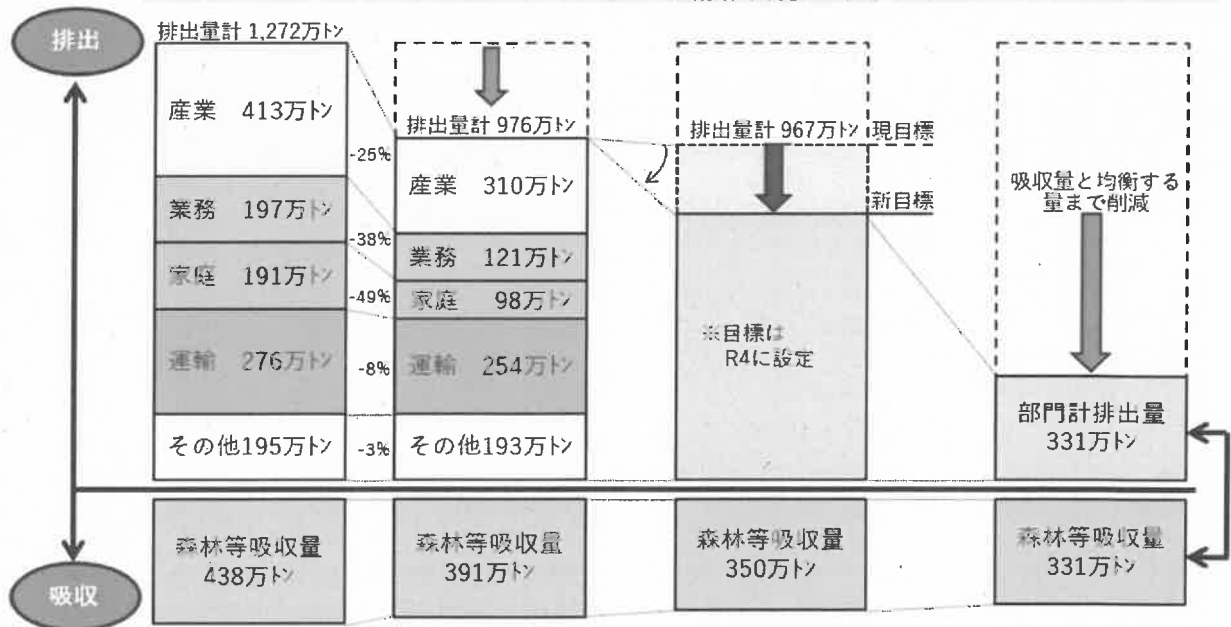 排出
排出量計 1,272万トン
産業 413万トン
業務 197万トン
家庭 191万トン
運輸 276万トン
その他195万トン
-25%
-38%
-49%
-8%
-3%
排出量計 976万トン
産業 310万トン
業務 121万トン
家庭 98万トン
運輸 254万トン
その他193万トン
排出量計 967万トン
現目標
新目標
※目標は
R4に設定
吸収量と均衡する
量まで削減
部門計排出量
331万トン
森林等吸収量
438万トン
森林等吸収量
391万トン
森林等吸収量
350万トン
森林等吸収量
331万トン
吸収